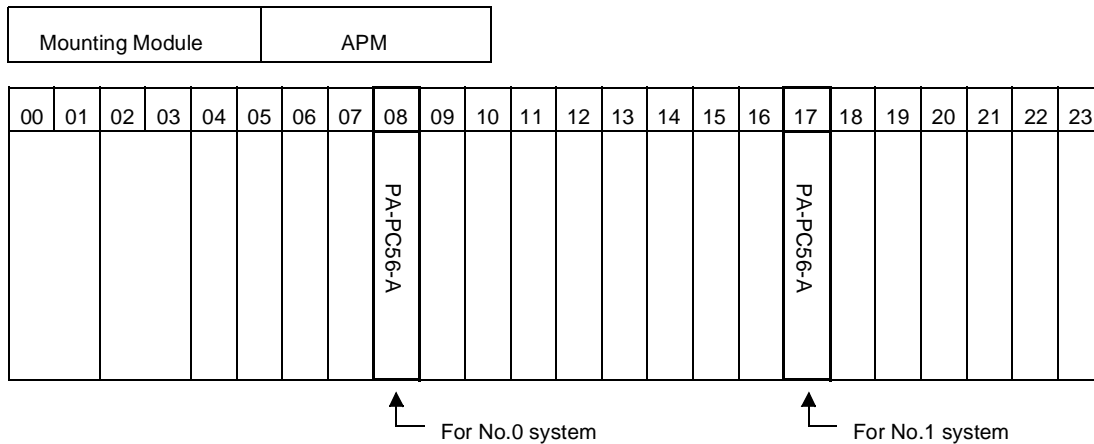 Mounting Module APM
00 01 02 03 04 05 06 07 08 09 10 11 12 13 14 15 16 17 18 19 20 21 22 23
PA-PC56-A PA-PC56-A
For No.0 system For No.1 system